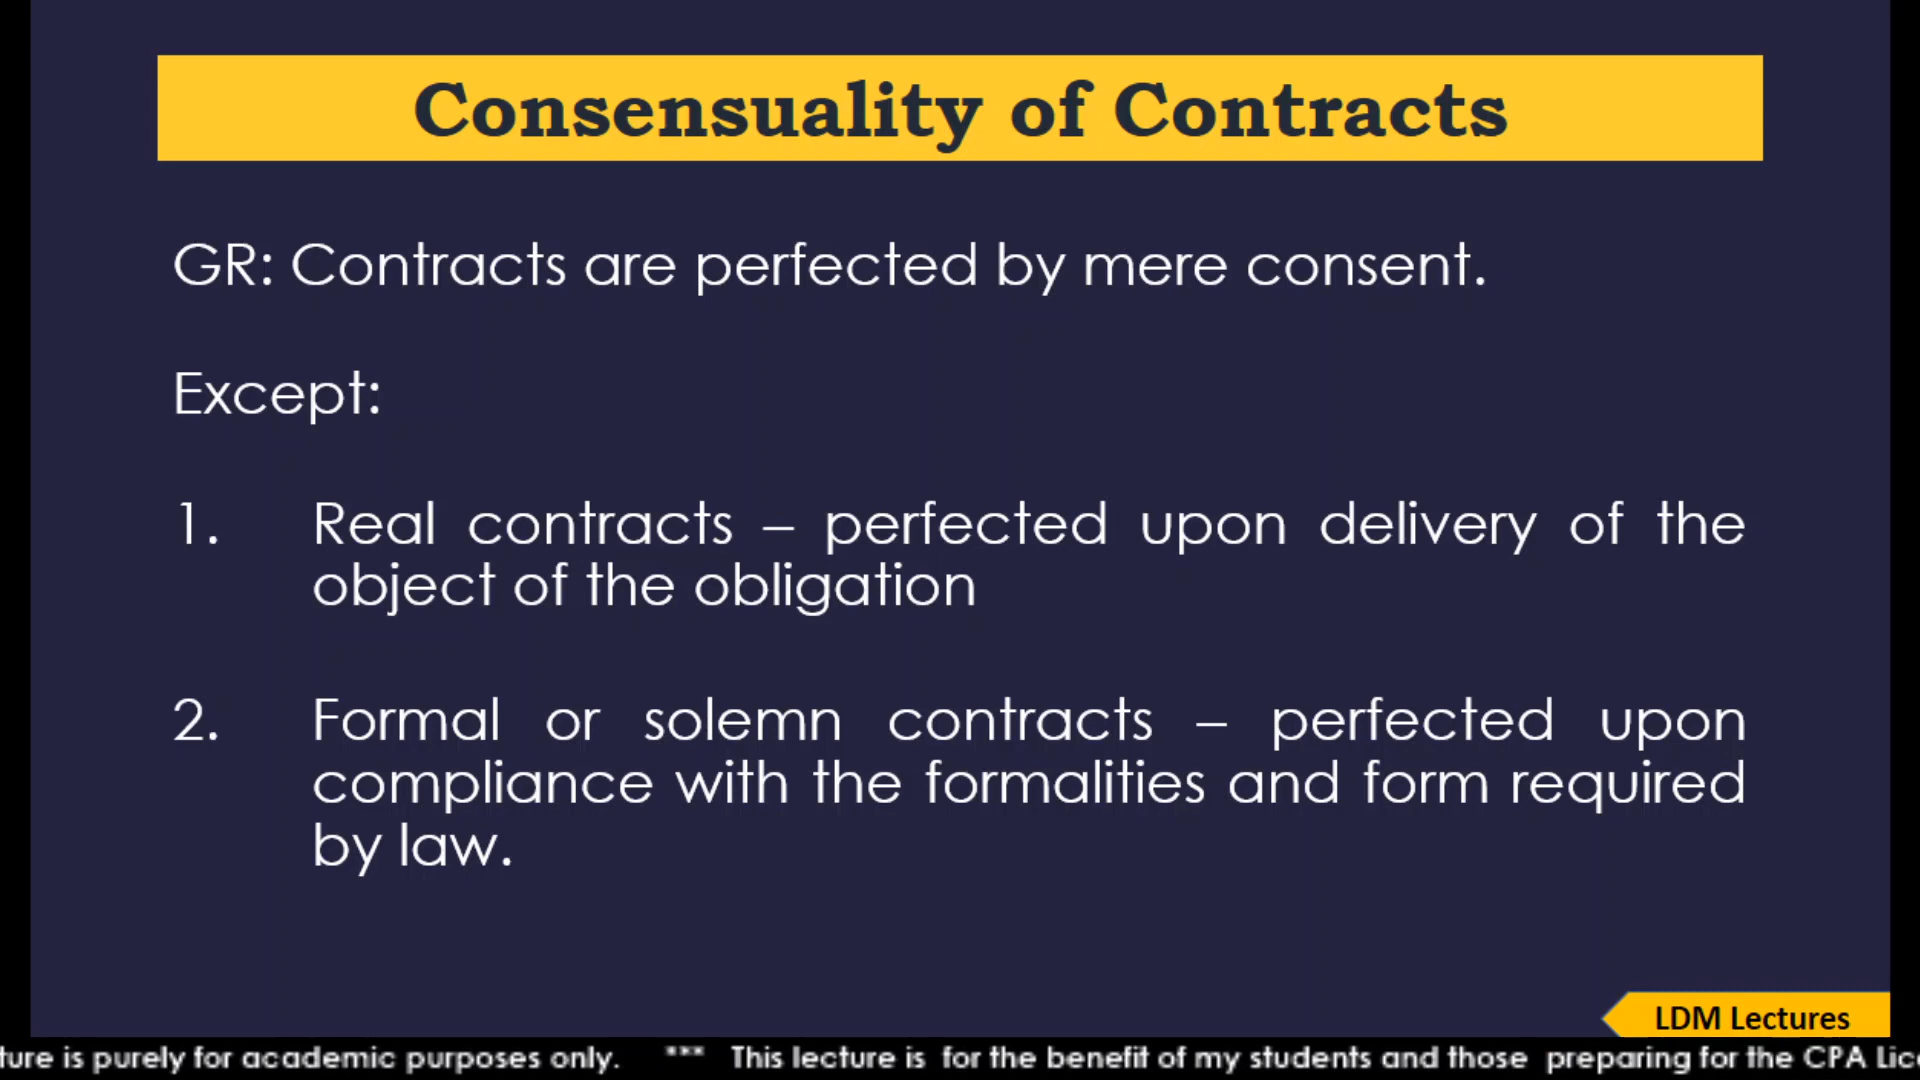 Consensuality of Contracts
GR: Contracts are perfected by mere consent.
Except:
1. Real contracts – perfected upon delivery of the
object of the obligation
2. Formal or solemn contracts – perfected upon
compliance with the formalities and form required
by law.
LDM Lectures
is purely for academic purposes only. *** This lecture is for the benefit of my students and those preparing for the CPA